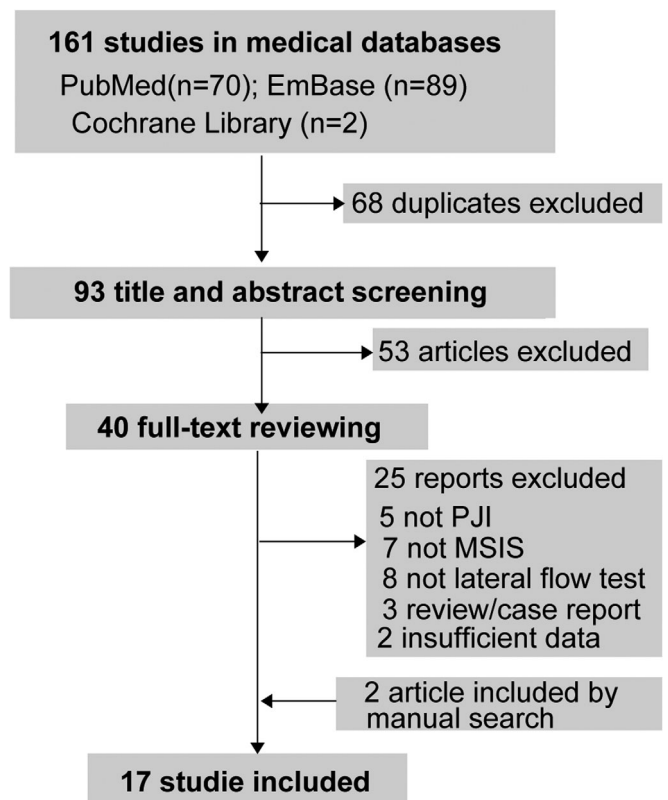 161 studies in medical databases
PubMed(n=70); EmBase (n=89)
Cochrane Library (n=2)
68 duplicates excluded
93 title and abstract screening
53 articles excluded
40 full-text reviewing
25 reports excluded
5 not PJI
7 not MSIS
8 not lateral flow test
3 review/case report
2 insufficient data
2 article included by
manual search
17 studie included